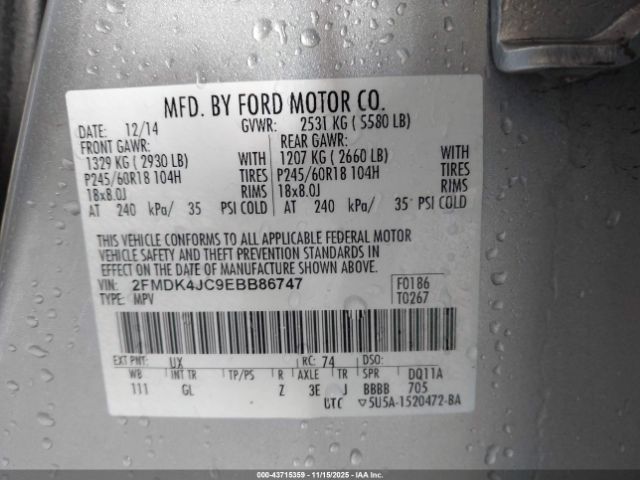 MFD. BY FORD MOTOR CO.
DATE: 12/14 GVWR: 2531 KG ( 5580 LB)
FRONT GAWR: REAR GAWR:
1329 KG ( 2930 LB) WITH 1207 KG ( 2660 LB) WITH
P245/60R18 104H TIRES P245/60R18 104H TIRES
18x8.0J RIMS 18x8.0J RIMS
AT 240 kPa/ 35 PSI COLD AT 240 kPa/ 35 PSI COLD
THIS VEHICLE CONFORMS TO ALL APPLICABLE FEDERAL MOTOR
VEHICLE SAFETY AND THEFT PREVENTION STANDARDS IN
EFFECT ON THE DATE OF MANUFACTURE SHOWN ABOVE.
VIN: 2FMDK4JC9EBB86747 F0186
TYPE: MPV T0267
EXT PNT: UX RC: 74 DSO:
WB INT TR TP/PS R AXLE TR SPR DQ11A
111 GL Z 3E J BBBB 705
UTC ▽5U5A-1520472-BA
000-43715359 - 11/15/2025 - IAAI.CA